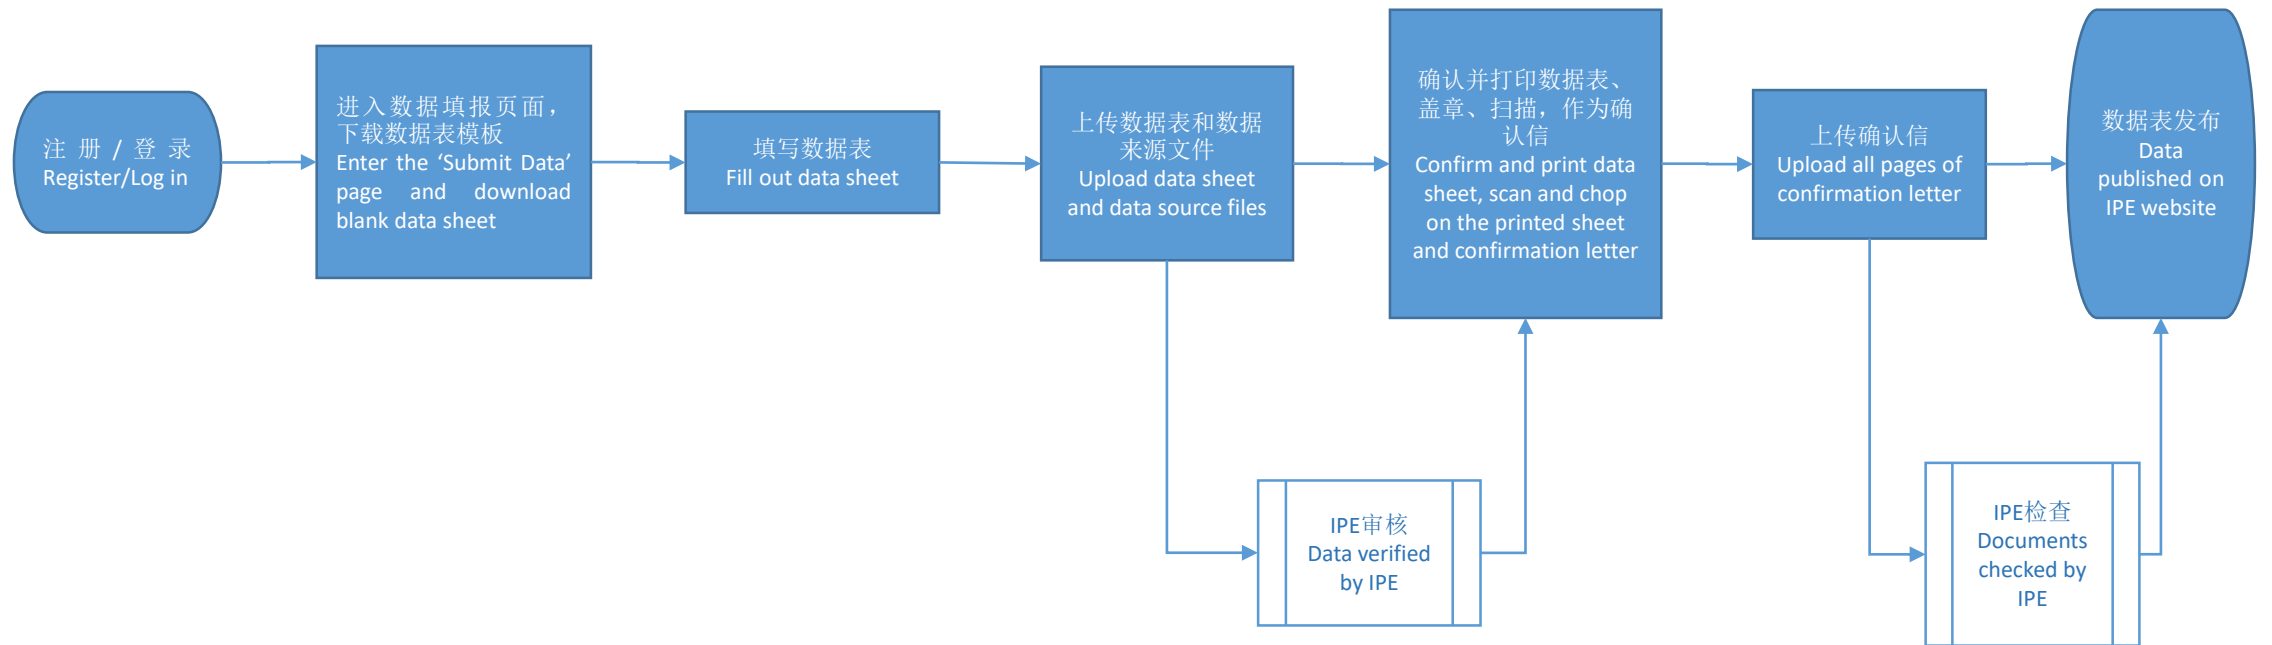 注 册 / 登 录
Register/Log in
进入数据填报页面，
下载数据表模板
Enter the ‘Submit Data’
page and download
blank data sheet
填写数据表
Fill out data sheet
上传数据表和数据
来源文件
Upload data sheet
and data source files
确认并打印数据表、
盖章、扫描，作为确
认信
Confirm and print data
sheet, scan and chop
on the printed sheet
and confirmation letter
上传确认信
Upload all pages of
confirmation letter
数据表发布
Data
published on
IPE website
IPE审核
Data verified
by IPE
IPE检查
Documents
checked by
IPE